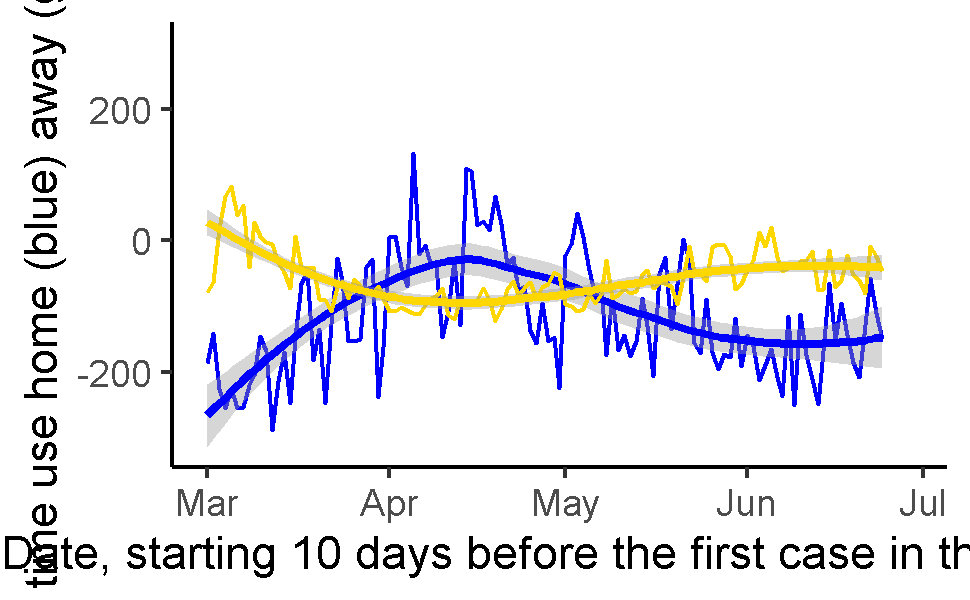 time use home (blue) away (
200
0
-200
Mar Apr May Jun Jul
Date, starting 10 days before the first case in th